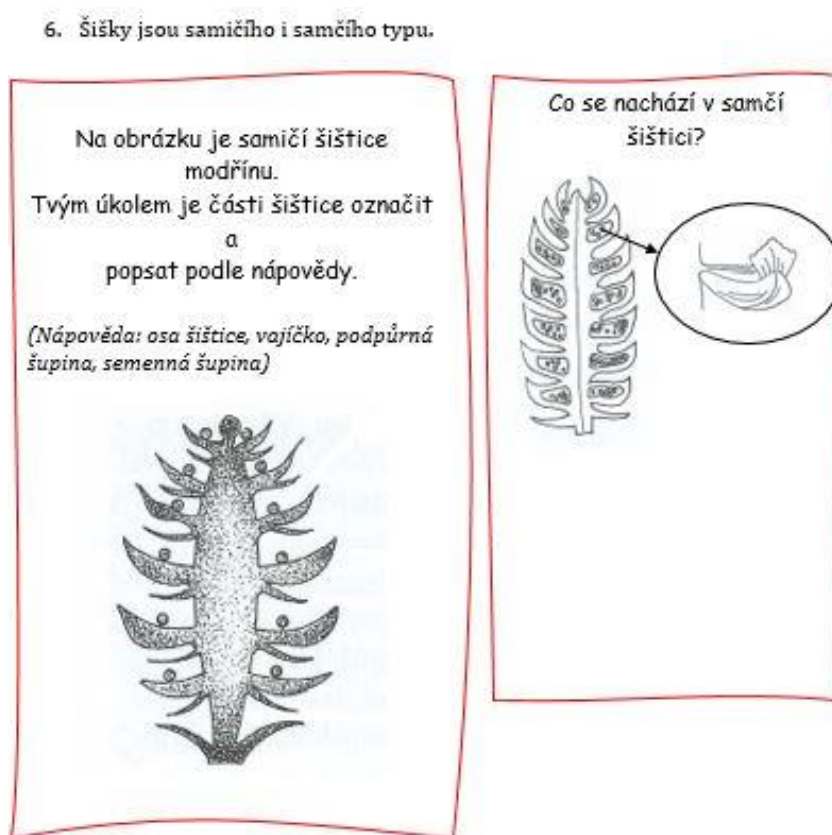 6. Šišky jsou samičího i samčího typu.
Na obrázku je samičí šištice
modřínu.
Tvým úkolem je části šištice označit
a
popsat podle nápovědy.
(Nápověda: osa šištice, vajíčko, podpůrná
šupina, semenná šupina)
Co se nachází v samčí
šištici?